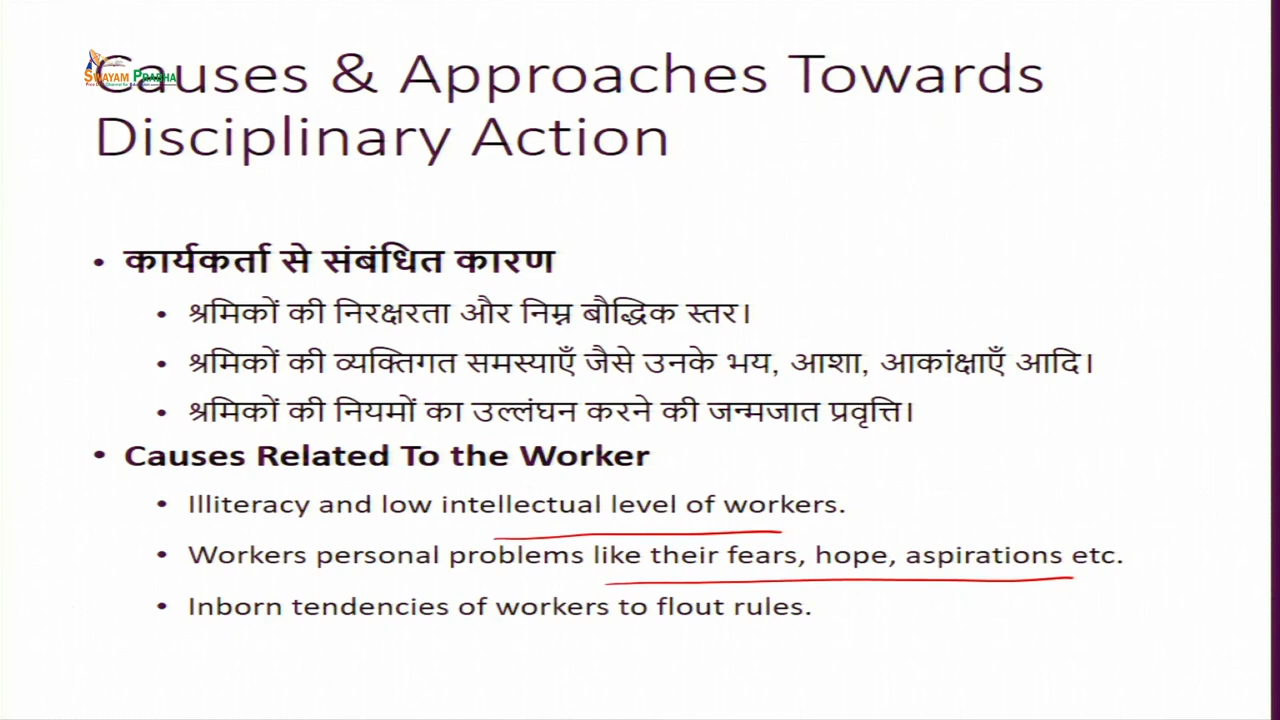 Causes & Approaches Towards
Disciplinary Action
SWAYAM PRABHA
• कार्यकर्ता से संबंधित कारण
• श्रमिकों की निरक्षरता और निम्न बौद्धिक स्तर।
• श्रमिकों की व्यक्तिगत समस्याएँ जैसे उनके भय, आशा, आकांक्षाएँ आदि।
• श्रमिकों की नियमों का उल्लंघन करने की जन्मजात प्रवृत्ति।
• Causes Related To the Worker
• Illiteracy and low intellectual level of workers.
• Workers personal problems like their fears, hope, aspirations etc.
• Inborn tendencies of workers to flout rules.